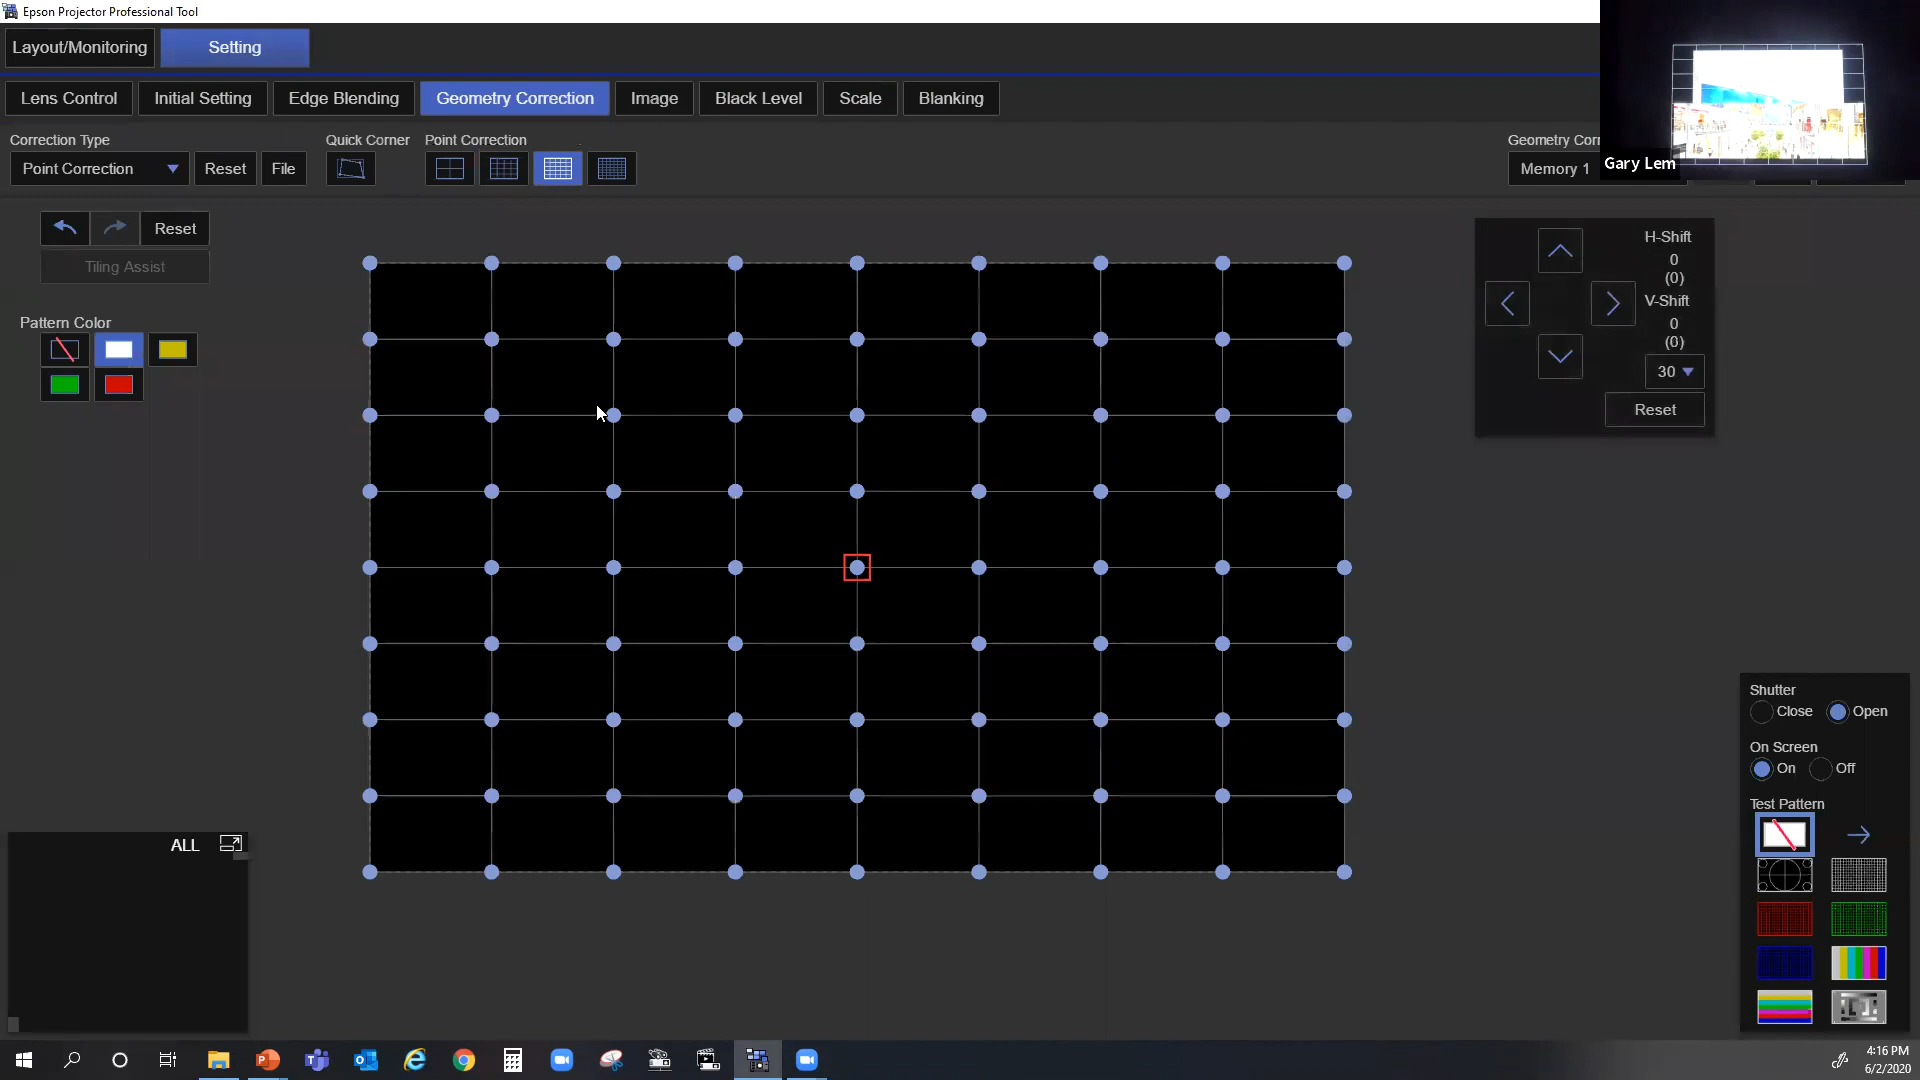 Epson Projector Professional Tool
Layout/Monitoring
Setting
Lens Control
Initial Setting
Edge Blending
Geometry Correction
Image
Black Level
Scale
Blanking
Correction Type
Quick Corner
Point Correction
Geometry Corr
Gary Lem
Point Correction
Reset
File
Memory 1
Reset
Tiling Assist
Pattern Color
H-Shift
0
(0)
V-Shift
0
(0)
30
Reset
Shutter
Close
Open
On Screen
On
Off
Test Pattern
ALL
4:16 PM
6/2/2020